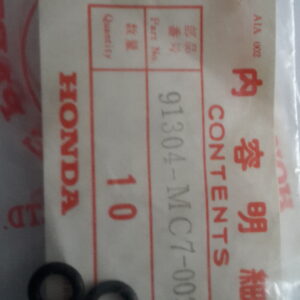 AIA 002
内容明細
CONTENTS
部品番号
Part No.
91304-MC7-00
数量
Quantity
10
HONDA